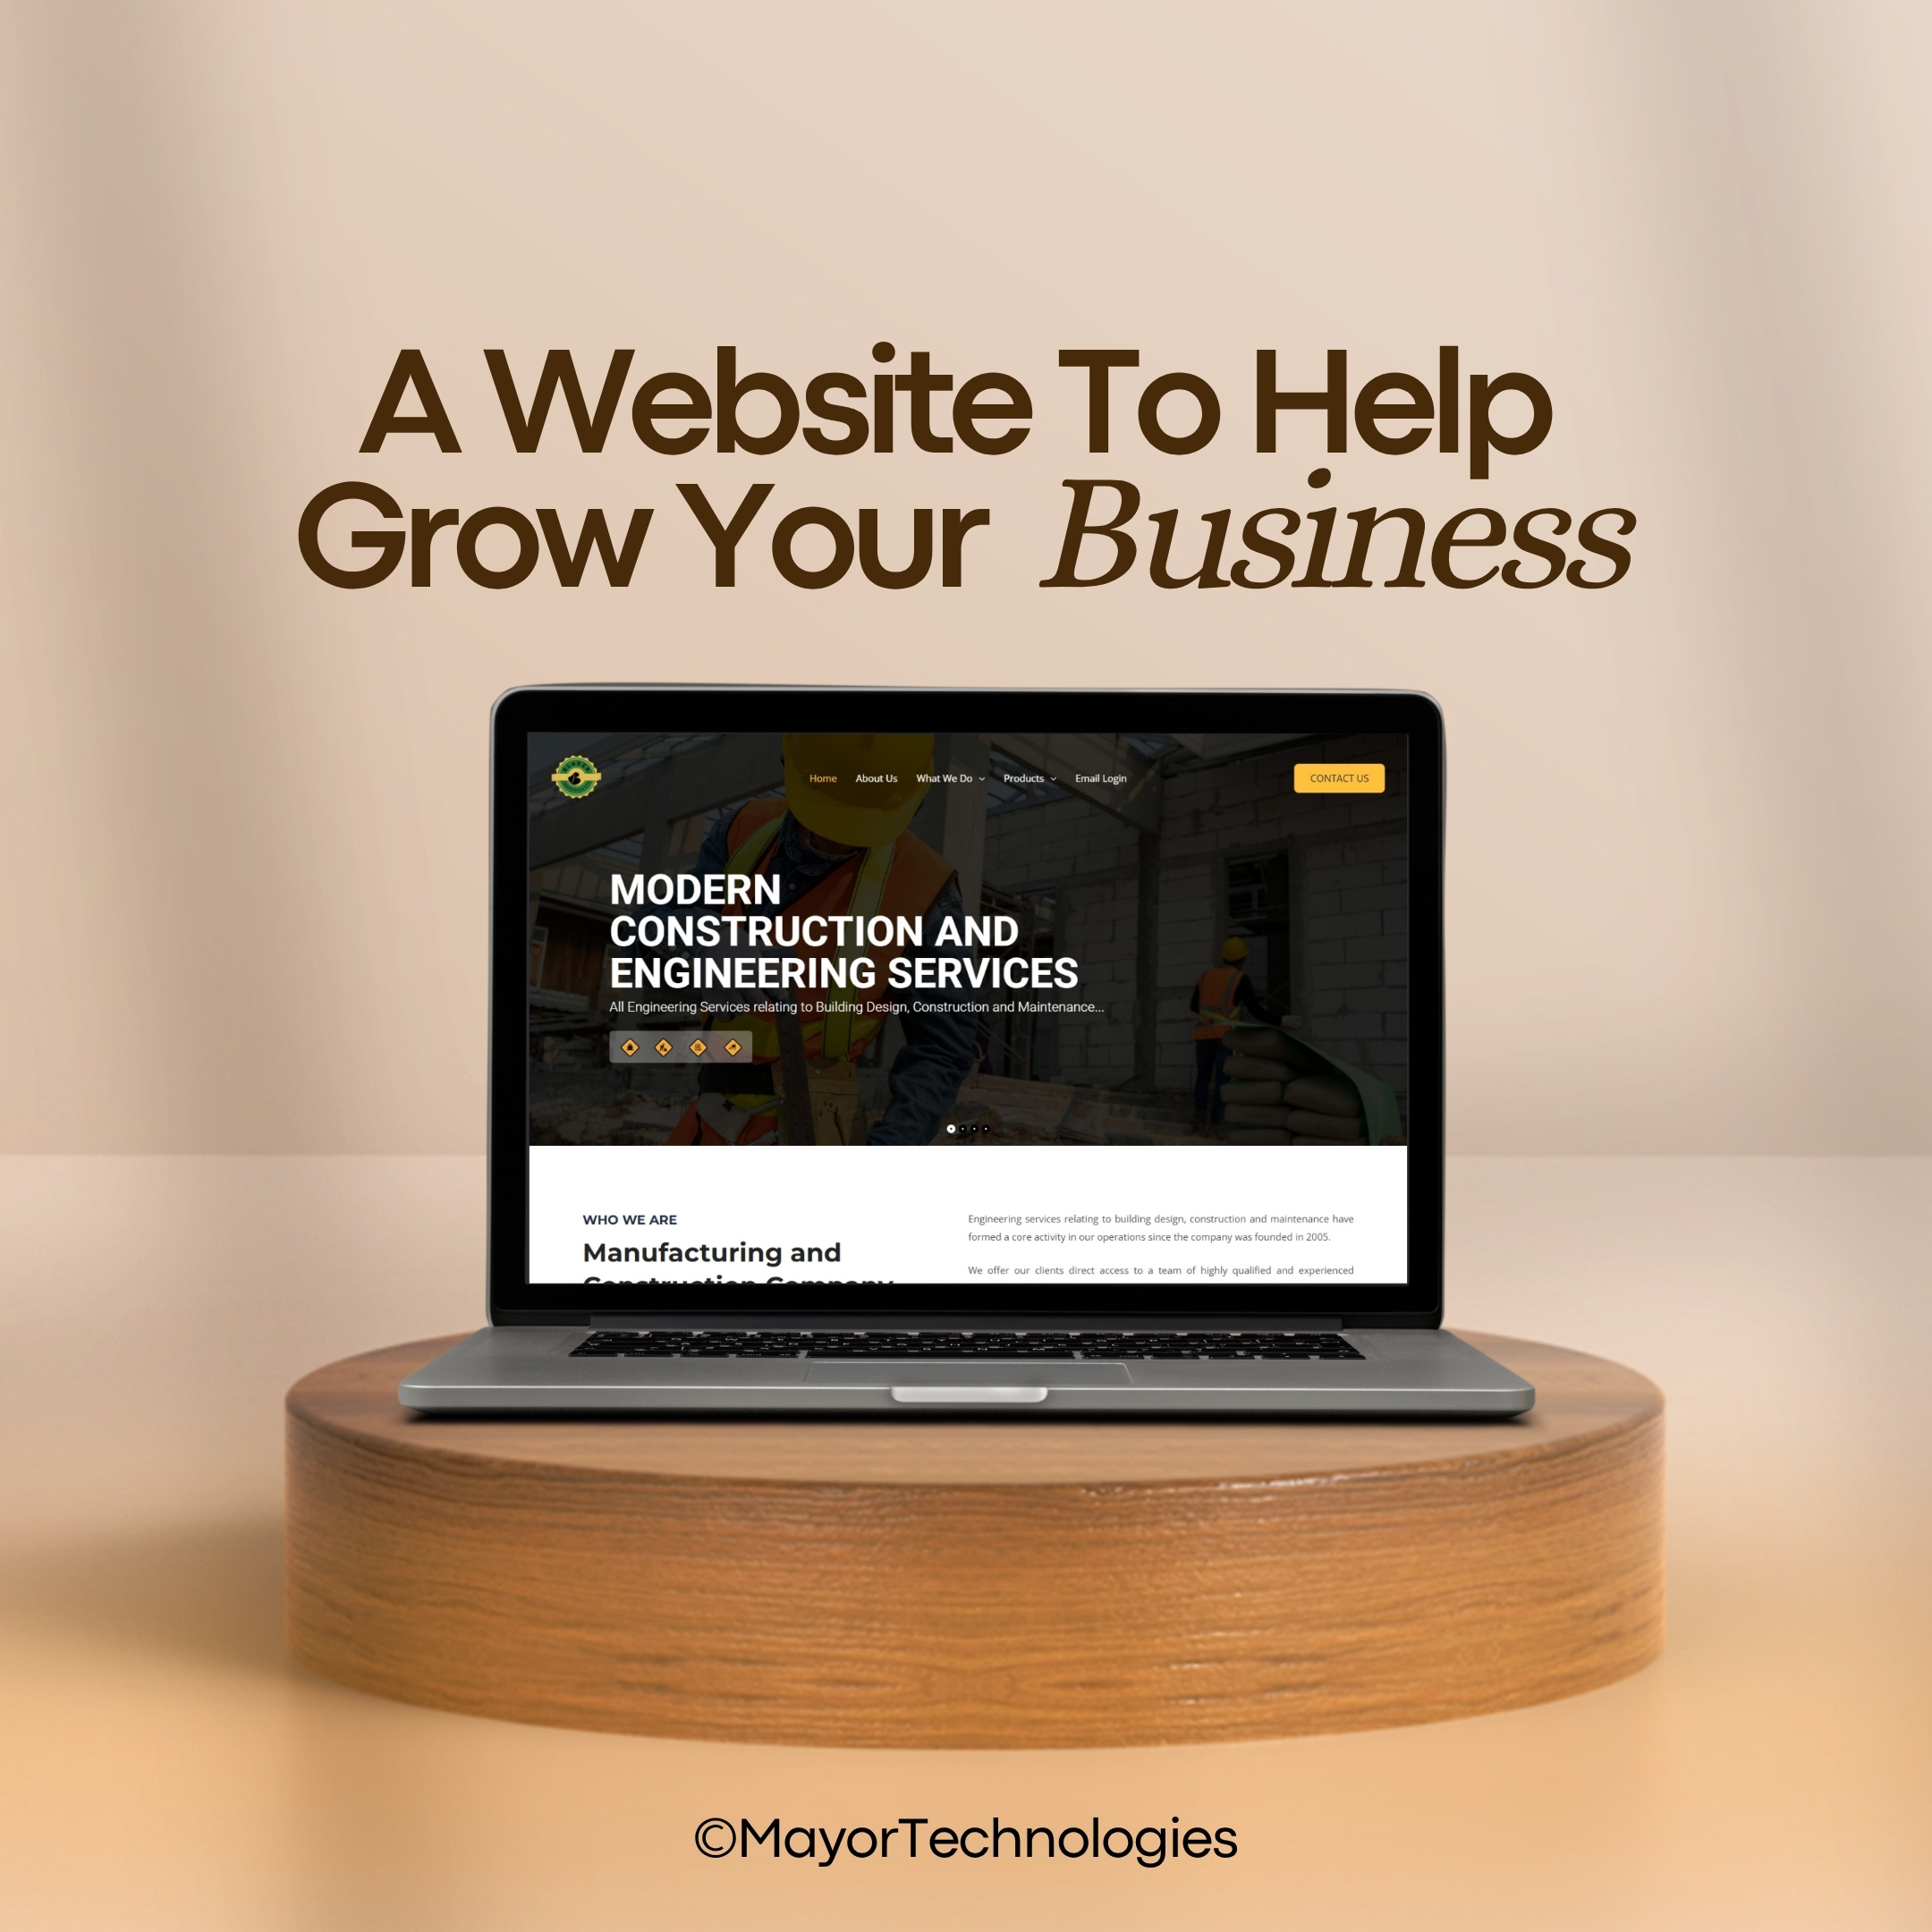 A Website To Help
Grow Your Business
Home About Us What We Do Products Email Login CONTACT US
MODERN
CONSTRUCTION AND
ENGINEERING SERVICES
All Engineering Services relating to Building Design, Construction and Maintenance...
WHO WE ARE
Manufacturing and
Construction Company
Engineering services relating to building design, construction and maintenance have
formed a core activity in our operations since the company was founded in 2005.
We offer our clients direct access to a team of highly qualified and experienced
©MayorTechnologies